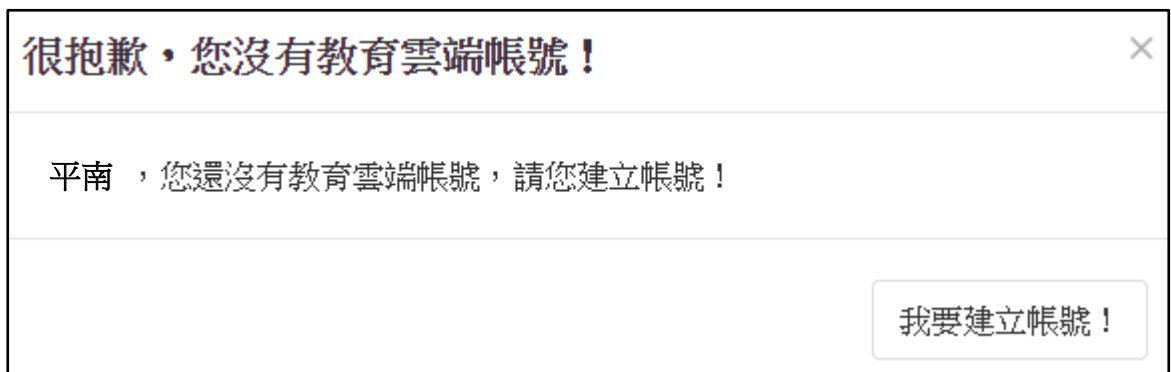 很抱歉，您沒有教育雲端帳號！
平南 ，您還沒有教育雲端帳號，請您建立帳號！
我要建立帳號！